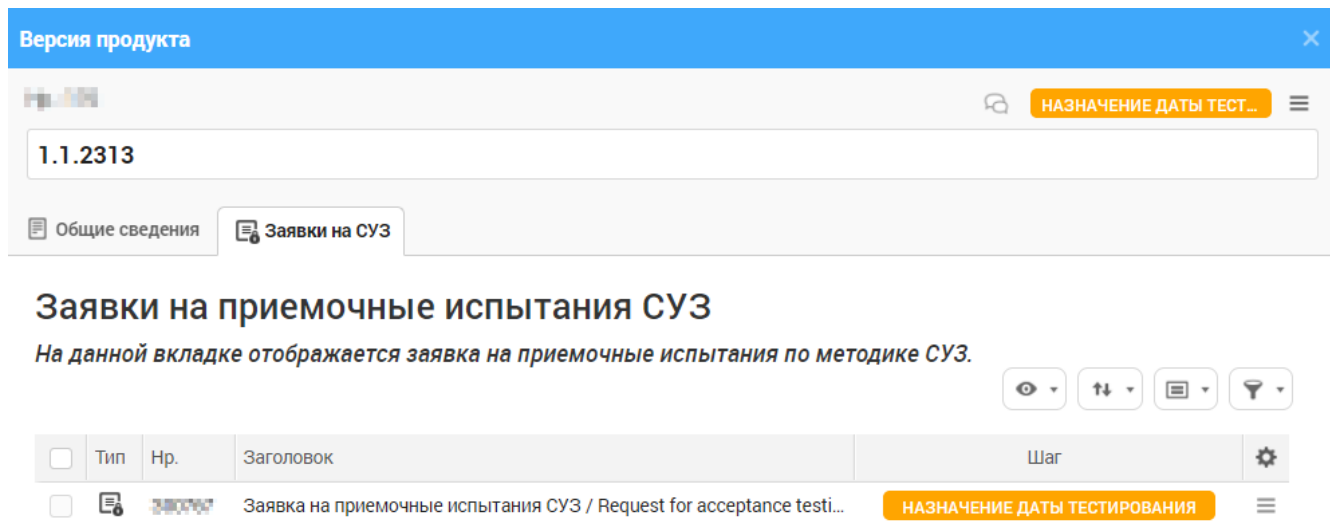 Версия продукта
НАЗНАЧЕНИЕ ДАТЫ ТЕСТ...
1.1.2313
Общие сведения
Заявки на СУЗ
Заявки на приемочные испытания СУЗ
На данной вкладке отображается заявка на приемочные испытания по методике СУЗ.
Тип Нр. Заголовок Шаг
Заявка на приемочные испытания СУЗ / Request for acceptance testi... НАЗНАЧЕНИЕ ДАТЫ ТЕСТИРОВАНИЯ